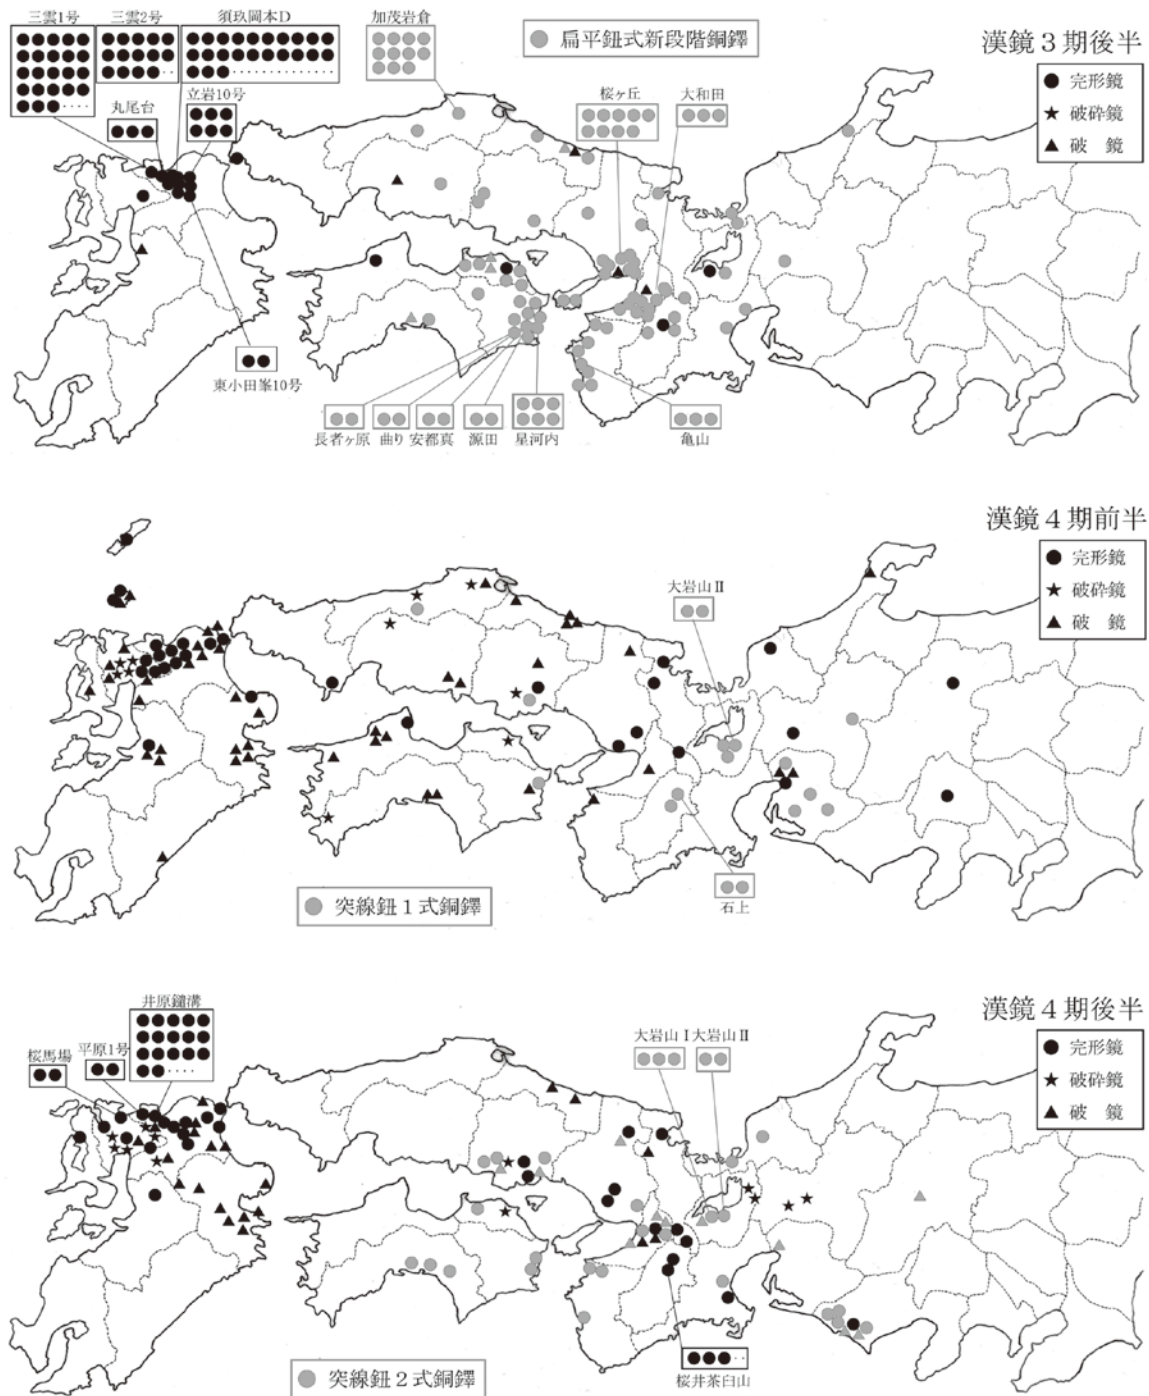 三雲1号
三雲2号
須玖岡本D
加茂岩倉
扁平鈕式新段階銅鐸
漢鏡3期後半
完形鏡
破砕鏡
破　鏡
桜ヶ丘
大和田
丸尾台
立岩10号
東小田峯10号
長者ヶ原
曲り
安都真
源田
星河内
亀山
漢鏡4期前半
完形鏡
破砕鏡
破　鏡
大岩山Ⅱ
突線鈕1式銅鐸
石上
漢鏡4期後半
完形鏡
破砕鏡
破　鏡
井原鑓溝
桜馬場
平原1号
大岩山Ⅰ
大岩山Ⅱ
桜井茶臼山
突線鈕2式銅鐸